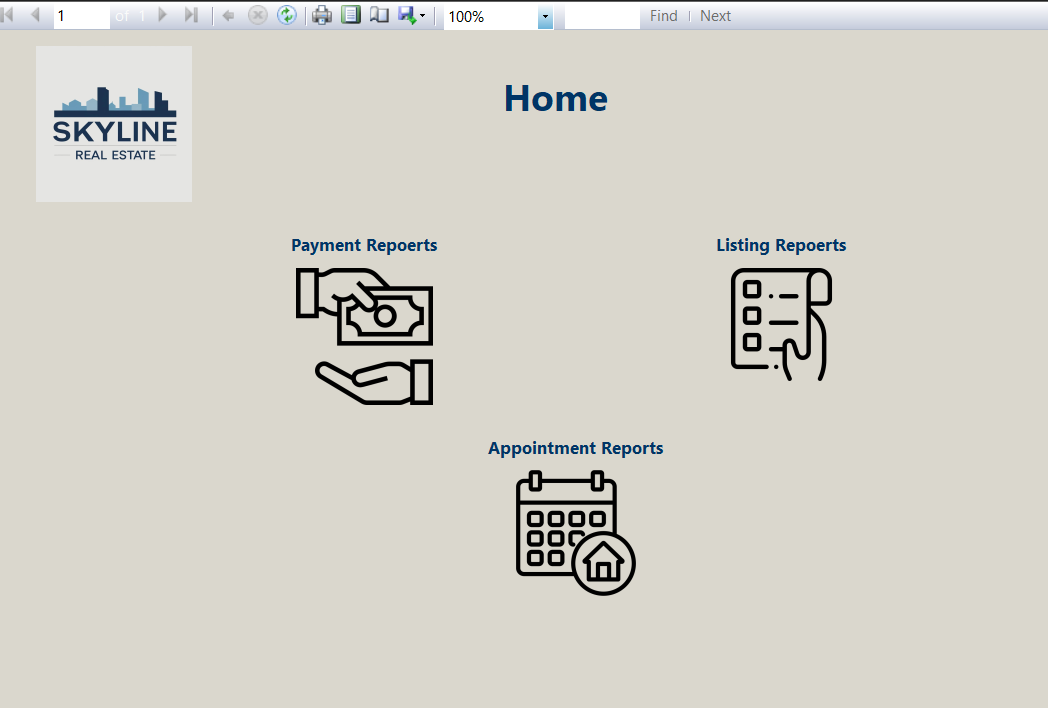 1 of 1 100% Find Next
SKYLINE
REAL ESTATE
Home
Payment Repoerts Listing Repoerts
Appointment Reports